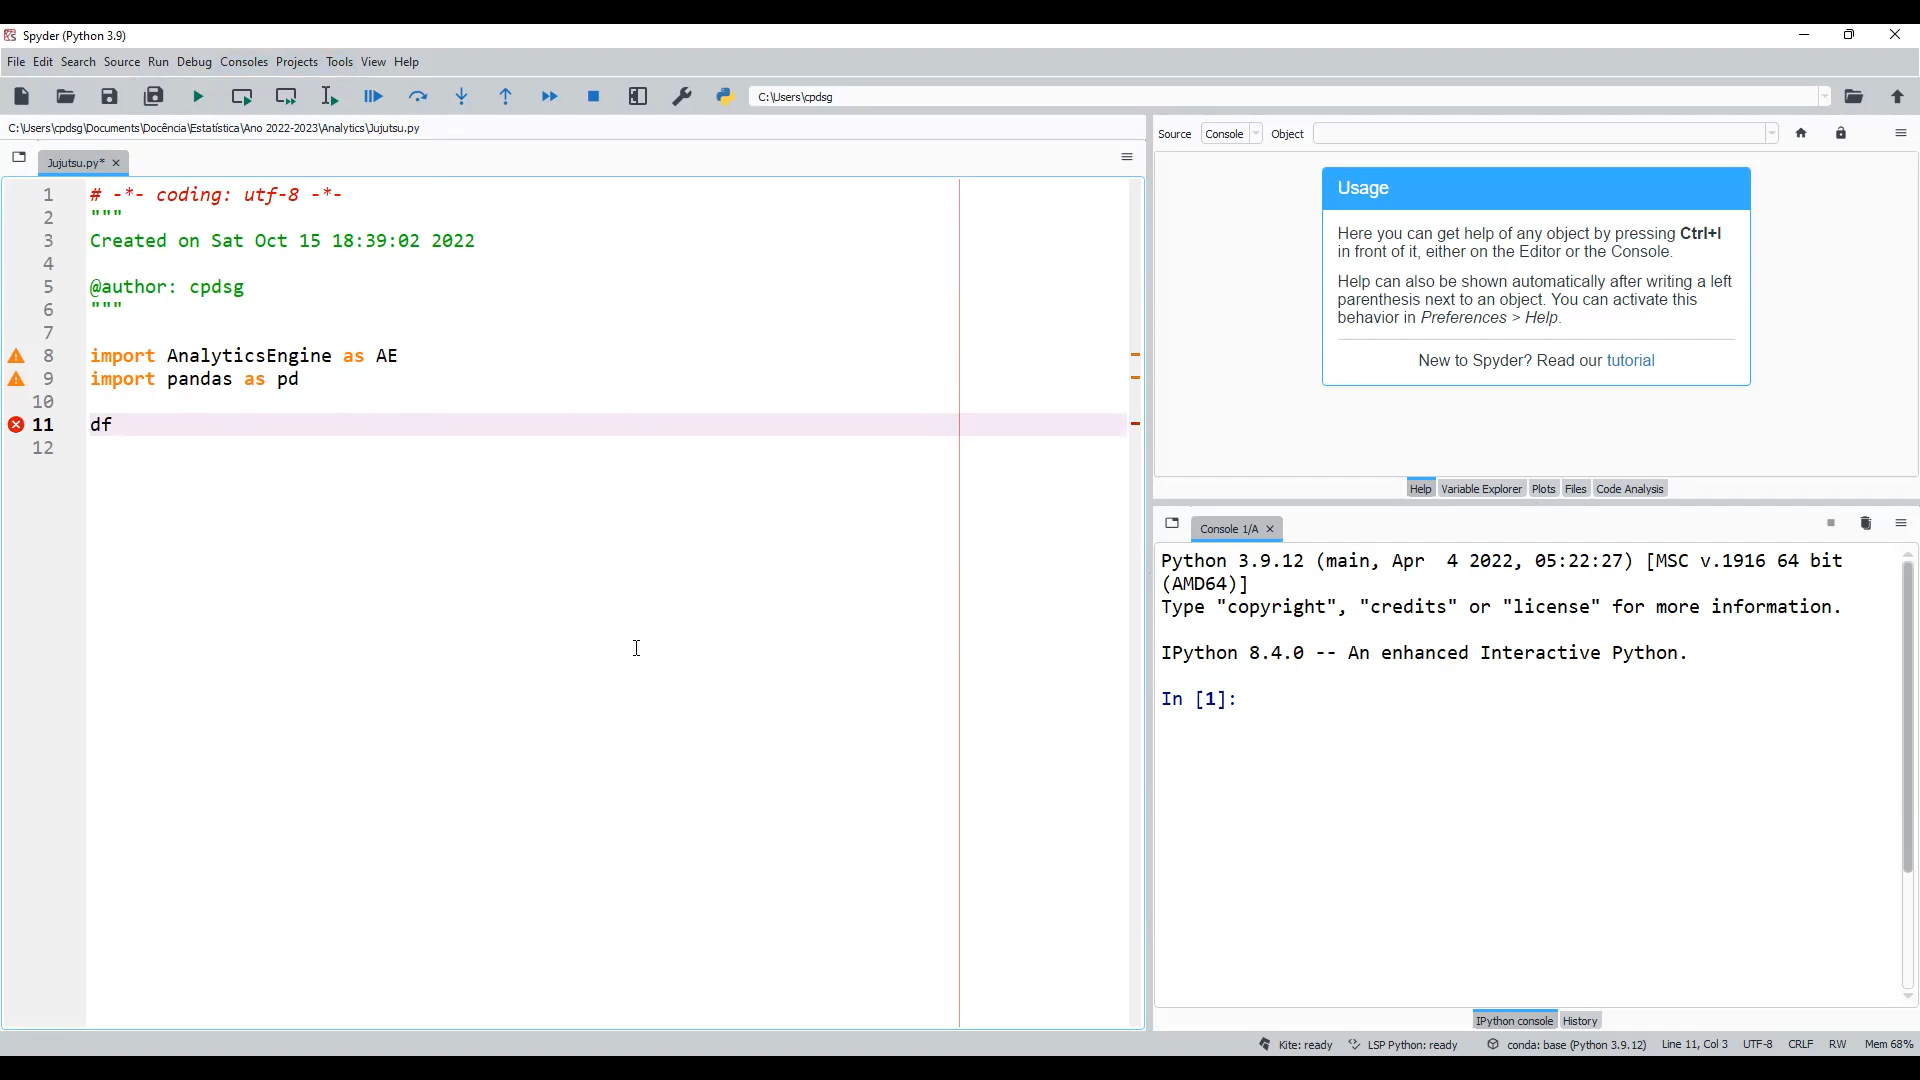 Spyder (Python 3.9)
File Edit Search Source Run Debug Consoles Projects Tools View Help
C:\Users\cpdsg
C:\Users\cpdsg\Documents\Docência\Estatística\Ano 2022-2023\Analytics\Jujutsu.py
Jujutsu.py*
1 # -*- coding: utf-8 -*-
2 """
3 Created on Sat Oct 15 18:39:02 2022
4
5 @author: cpdsg
6 """
7
8 import AnalyticsEngine as AE
9 import pandas as pd
10
11 df
12
Source Console Object
Usage
Here you can get help of any object by pressing Ctrl+I
in front of it, either on the Editor or the Console.
Help can also be shown automatically after writing a left
parenthesis next to an object. You can activate this
behavior in Preferences > Help.
New to Spyder? Read our tutorial
Help Variable Explorer Plots Files Code Analysis
Console 1/A
Python 3.9.12 (main, Apr  4 2022, 05:22:27) [MSC v.1916 64 bit
(AMD64)]
Type "copyright", "credits" or "license" for more information.
IPython 8.4.0 -- An enhanced Interactive Python.
In [1]:
IPython console History
Kite: ready LSP Python: ready conda: base (Python 3.9.12) Line 11, Col 3 UTF-8 CRLF RW Mem 68%